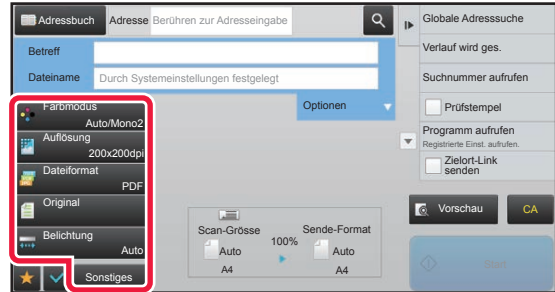 Adressbuch
Adresse
Berühren zur Adresseingabe
Betreff
Dateiname
Durch Systemeinstellungen festgelegt
Optionen
Farbmodus
Auto/Mono2
Auflösung
200x200dpi
Dateiformat
PDF
Original
Belichtung
Auto
Sonstiges
Scan-Grösse
Auto
A4
100%
Sende-Format
Auto
A4
Globale Adresssuche
Verlauf wird ges.
Suchnummer aufrufen
Prüfstempel
Programm aufrufen
Registrierte Einst. aufrufen.
Zielort-Link
senden
Vorschau
CA
Start